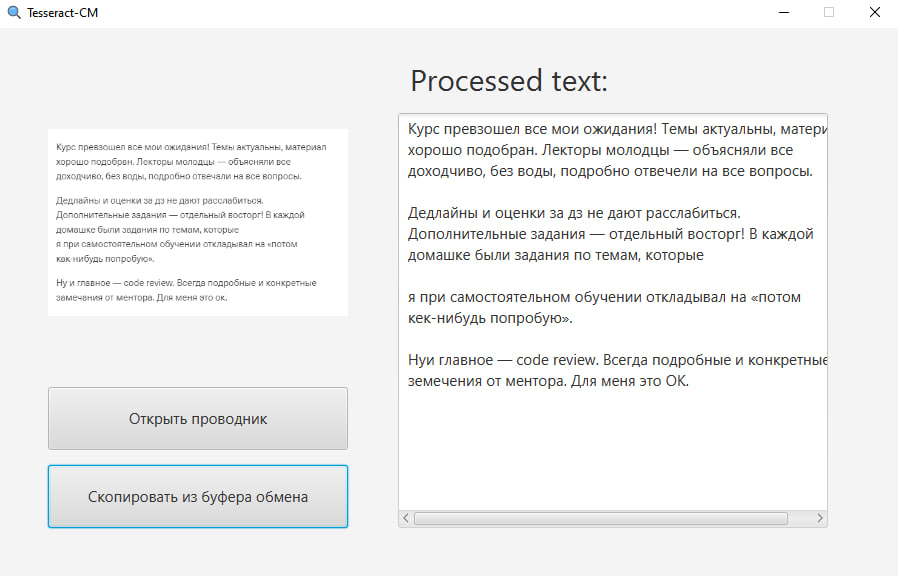 Tesseract-CM
Processed text:
Курс превзошел все мои ожидания! Темы актуальны, материал
хорошо подобран. Лекторы молодцы — объясняли все
доходчиво, без воды, подробно отвечали на все вопросы.
Дедлайны и оценки за дз не дают расслабиться.
Дополнительные задания — отдельный восторг! В каждой
домашке были задания по темам, которые
я при самостоятельном обучении откладывал на «потом
как-нибудь попробую».
Ну и главное — code review. Всегда подробные и конкретные
замечания от ментора. Для меня это ок.
Открыть проводник
Скопировать из буфера обмена
Курс превзошел все мои ожидания! Темы актуальны, матери
хорошо подобран. Лекторы молодцы — объясняли все
доходчиво, без воды, подробно отвечели на все вопросы.
Дедлайны и оценки за дз не дают расслабиться.
Дополнительные задания — отдельный восторг! В каждой
домашке были задания по темам, которые
я при самостоятельном обучении откладывал на «потом
кек-нибудь попробую».
Нуи главное — code review. Всегда подробные и конкретные
земечения от ментора. Для меня это ОК.